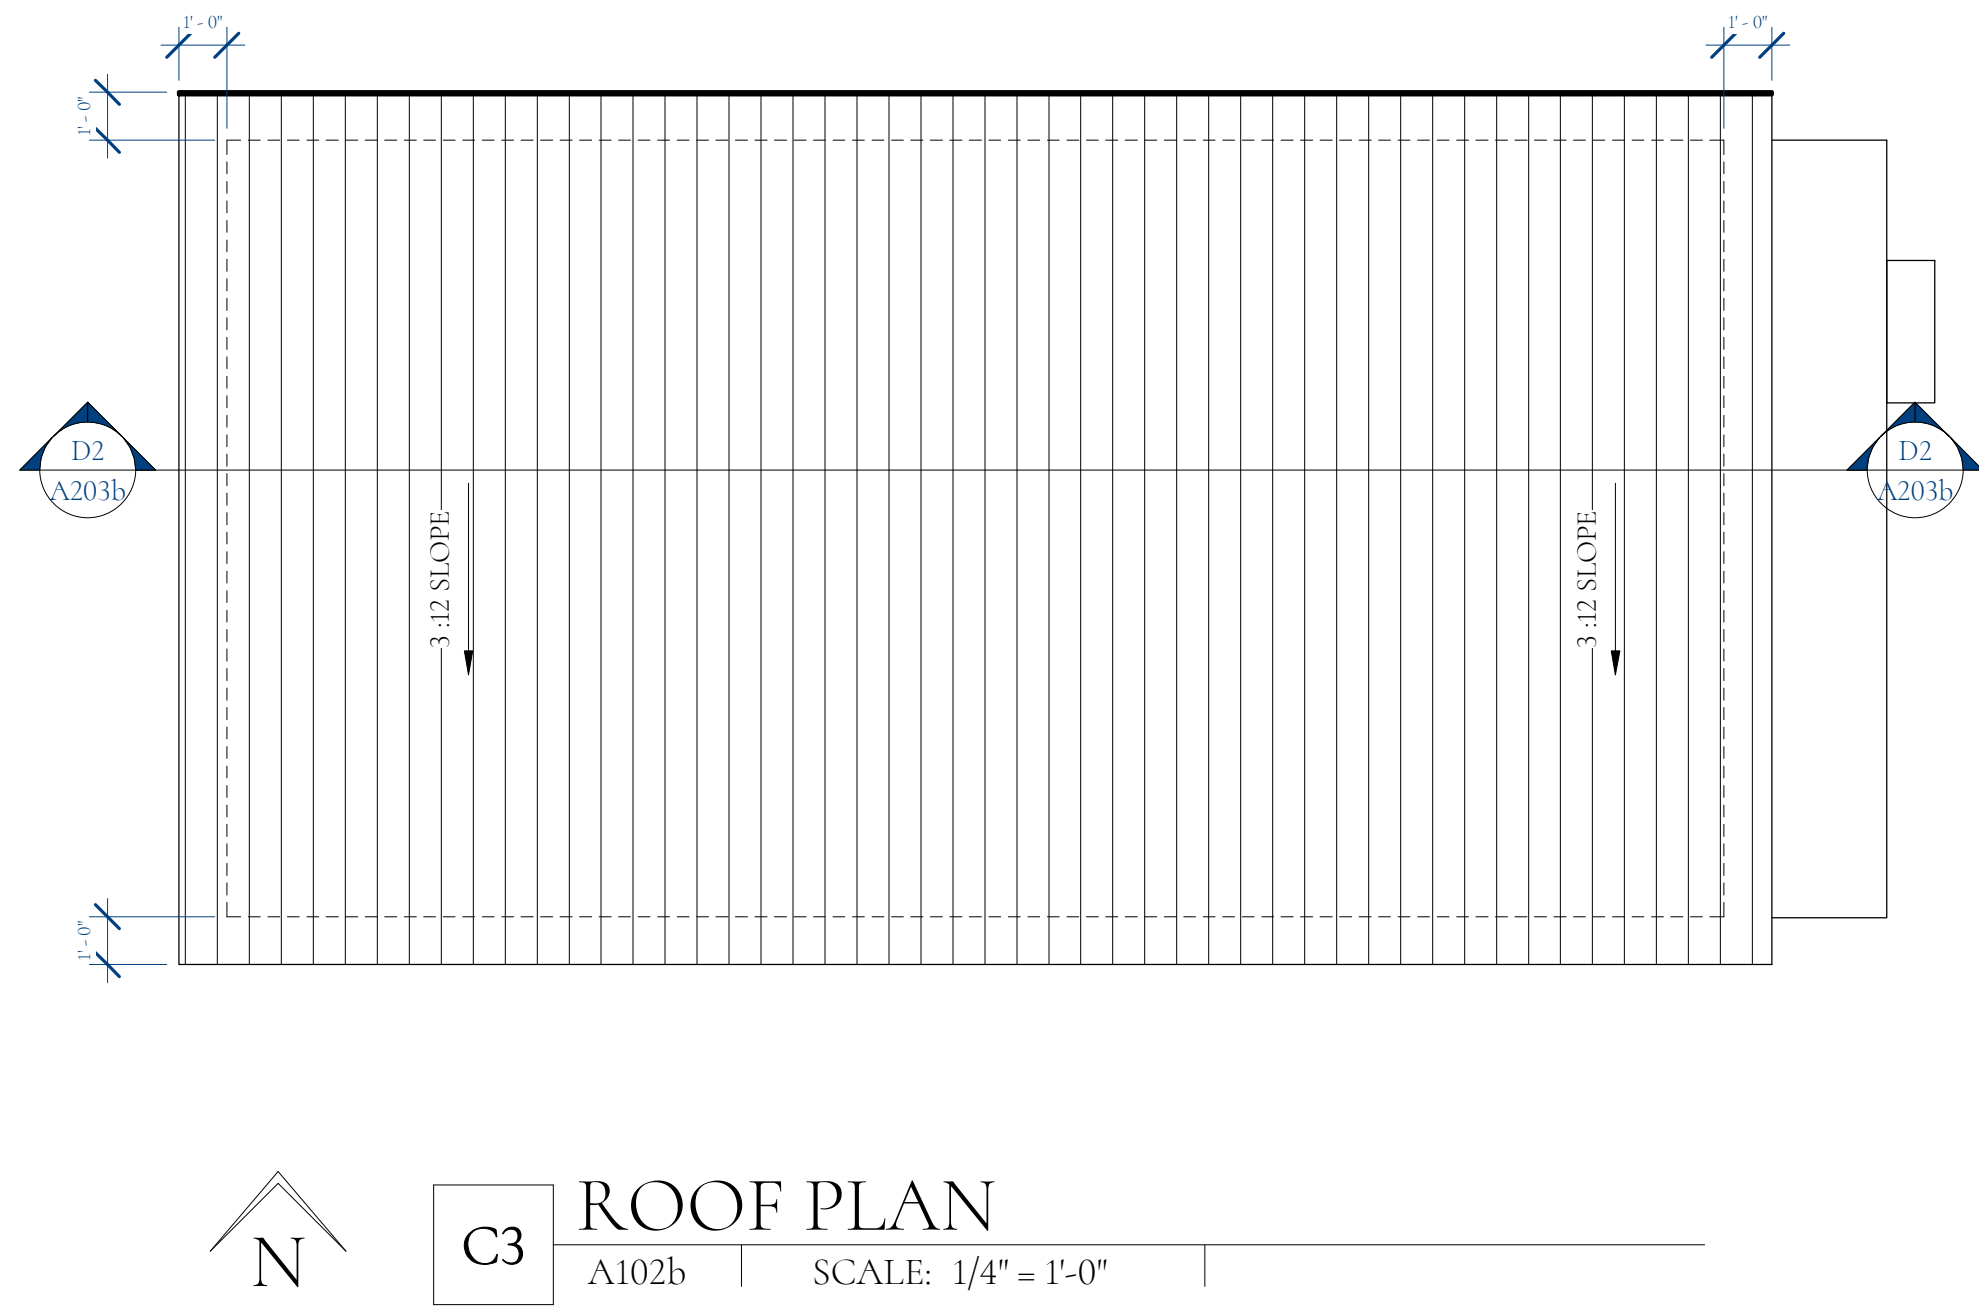 1' - 0"
1' - 0"
1' - 0"
D2
A203b
D2
A203b
3 :12 SLOPE
3 :12 SLOPE
1' - 0"
N
C3
ROOF PLAN
A102b
SCALE: 1/4" = 1'-0"